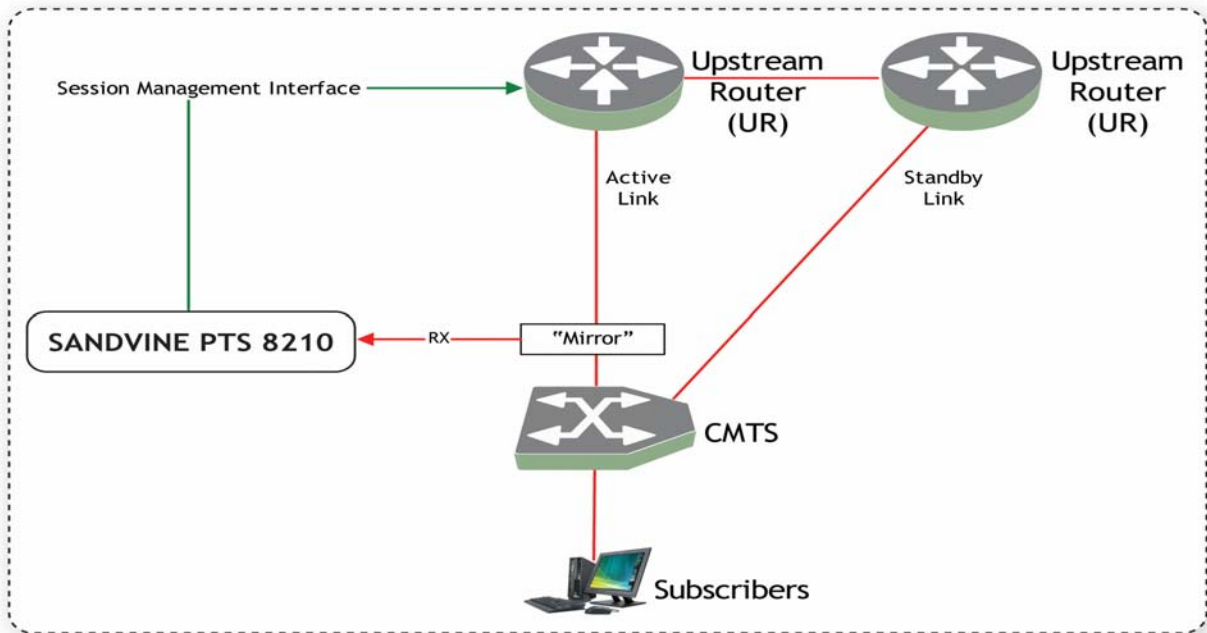 Session Management Interface
Upstream
Router
(UR)
Upstream
Router
(UR)
Active
Link
Standby
Link
SANDVINE PTS 8210
RX
"Mirror"
CMTS
Subscribers